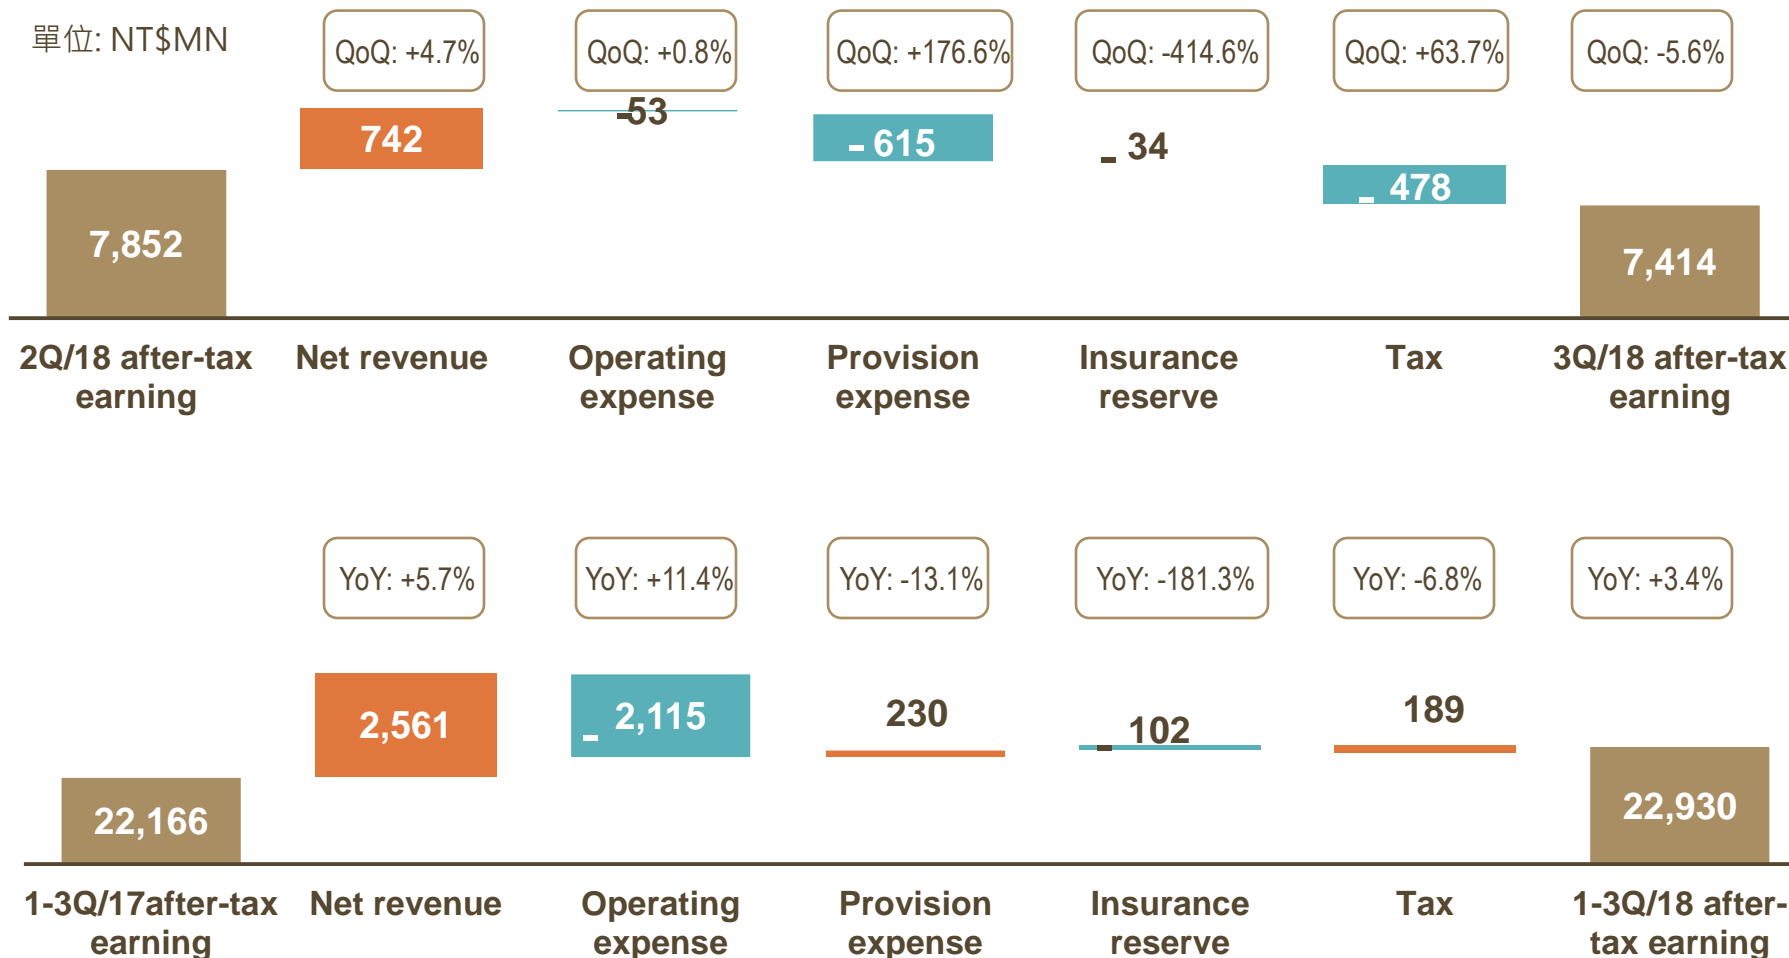 單位: NT$MN
QoQ: +4.7%
QoQ: +0.8%
QoQ: +176.6%
QoQ: -414.6%
QoQ: +63.7%
QoQ: -5.6%
7,852
742
-53
- 615
- 34
- 478
7,414
2Q/18 after-tax
earning
Net revenue
Operating
expense
Provision
expense
Insurance
reserve
Tax
3Q/18 after-tax
earning
YoY: +5.7%
YoY: +11.4%
YoY: -13.1%
YoY: -181.3%
YoY: -6.8%
YoY: +3.4%
22,166
2,561
- 2,115
230
- 102
189
22,930
1-3Q/17after-tax
earning
Net revenue
Operating
expense
Provision
expense
Insurance
reserve
Tax
1-3Q/18 after-
tax earning